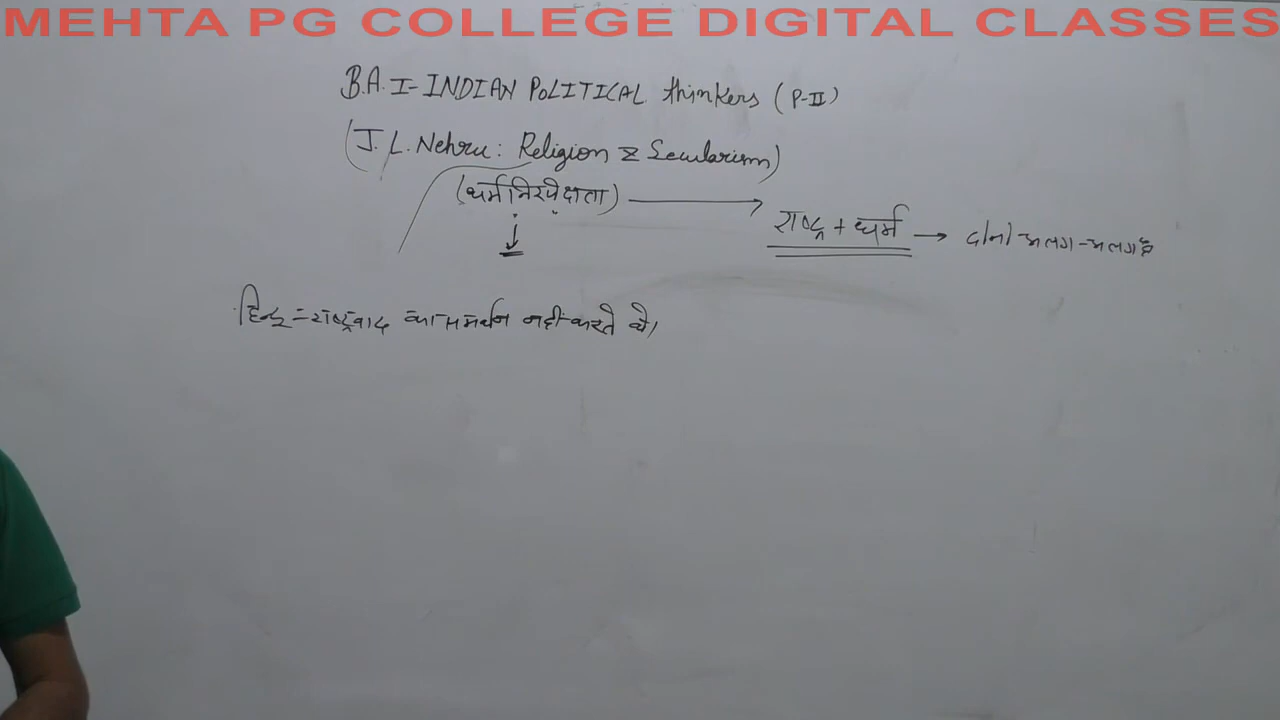 MEHTA PG COLLEGE DIGITAL CLASSES
B.A. I - INDIAN POLITICAL thinkers (P-II)
(J. L. Nehru: Religion & Secularism)
(धर्मनिरपेक्षता) → राष्ट्र + धर्म → दोनों अलग-अलग है
हिन्दू-राष्ट्रवाद का समर्थन नहीं करते थे।